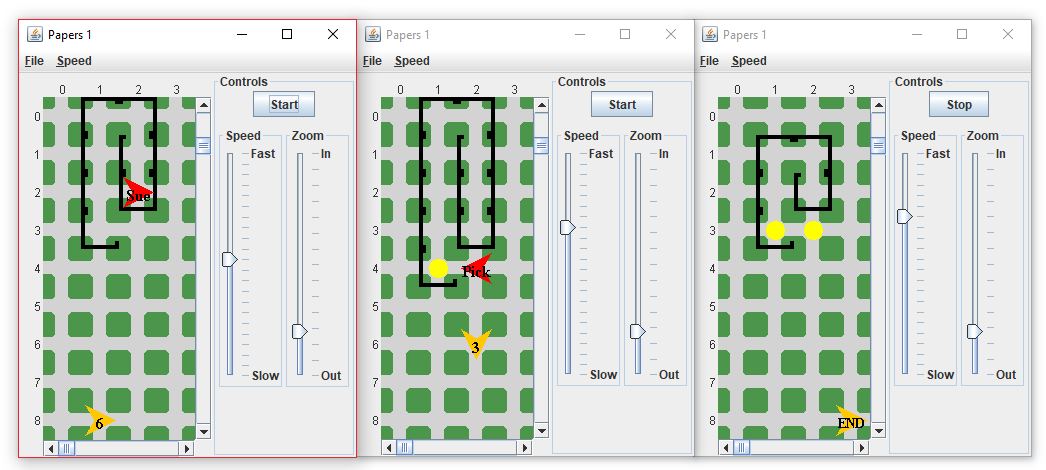 Papers 1
File Speed
0 1 2 3
0
1
2
3
4
5
6
7
8
Sue
6
Controls
Start
Speed
Fast
Slow
Zoom
In
Out
Papers 1
File Speed
0 1 2 3
0
1
2
3
4
5
6
7
8
Pick
3
Controls
Start
Speed
Fast
Slow
Zoom
In
Out
Papers 1
File Speed
0 1 2 3
0
1
2
3
4
5
6
7
8
END
Controls
Stop
Speed
Fast
Slow
Zoom
In
Out